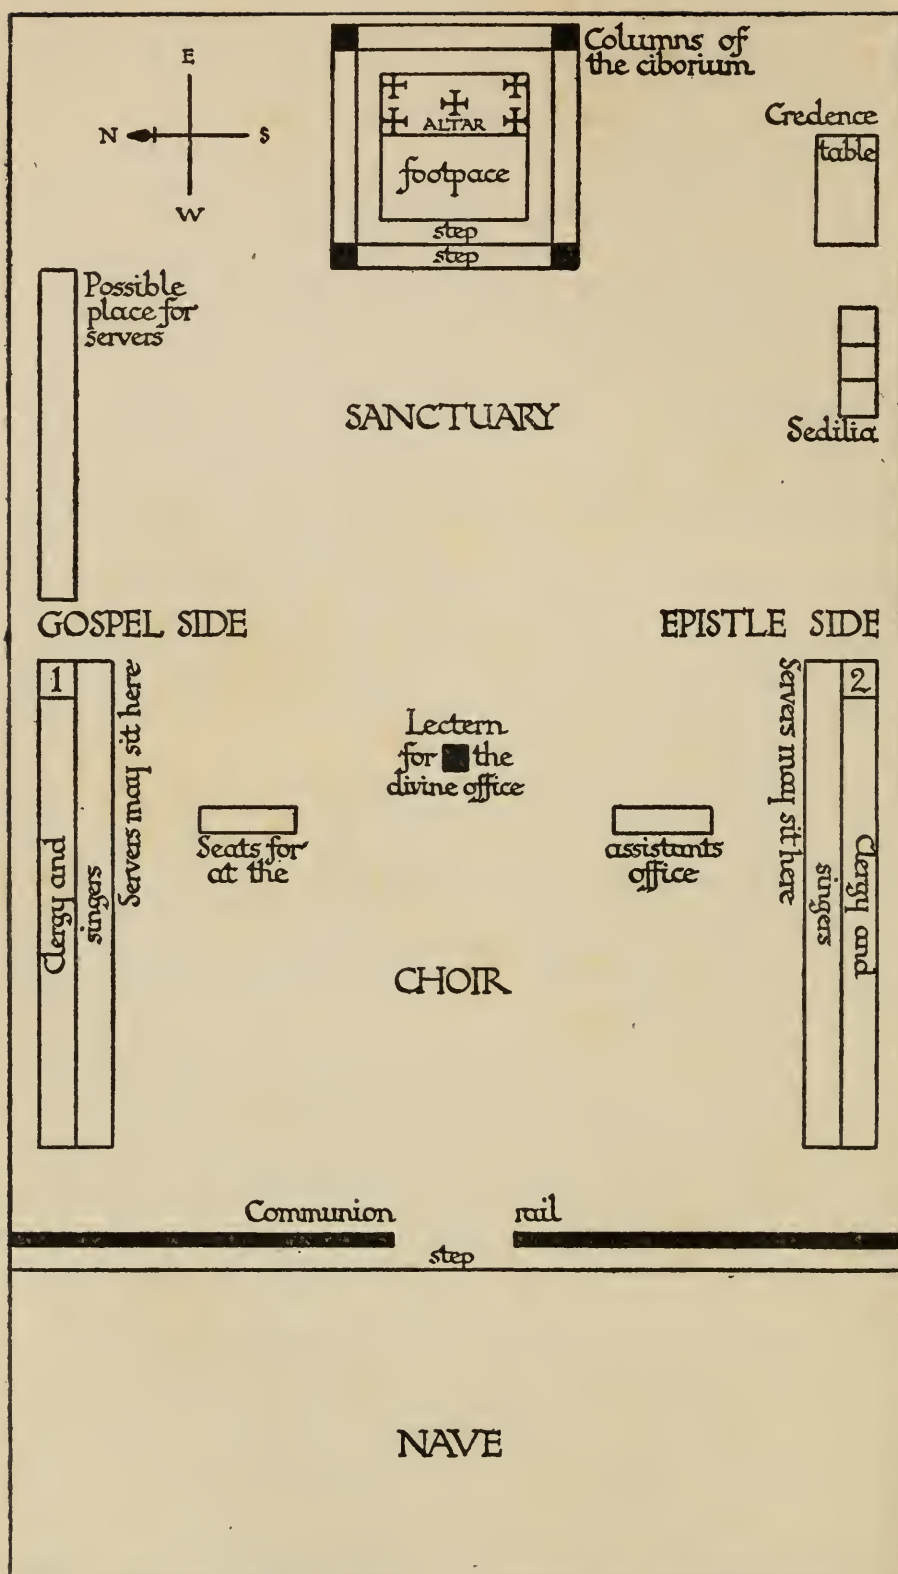 Columns of
the ciborium
E
N
S
W
Credence
table
ALTAR
footpace
step
step
Possible
place for
servers
SANCTUARY
Sedilia
GOSPEL SIDE
EPISTLE SIDE
1
Clergy and
singers
Servers may sit here
Lectern
for the
divine office
Servers may sit here
2
Clergy and
singers
Seats for
at the
assistants
office
CHOIR
Communion rail
step
NAVE